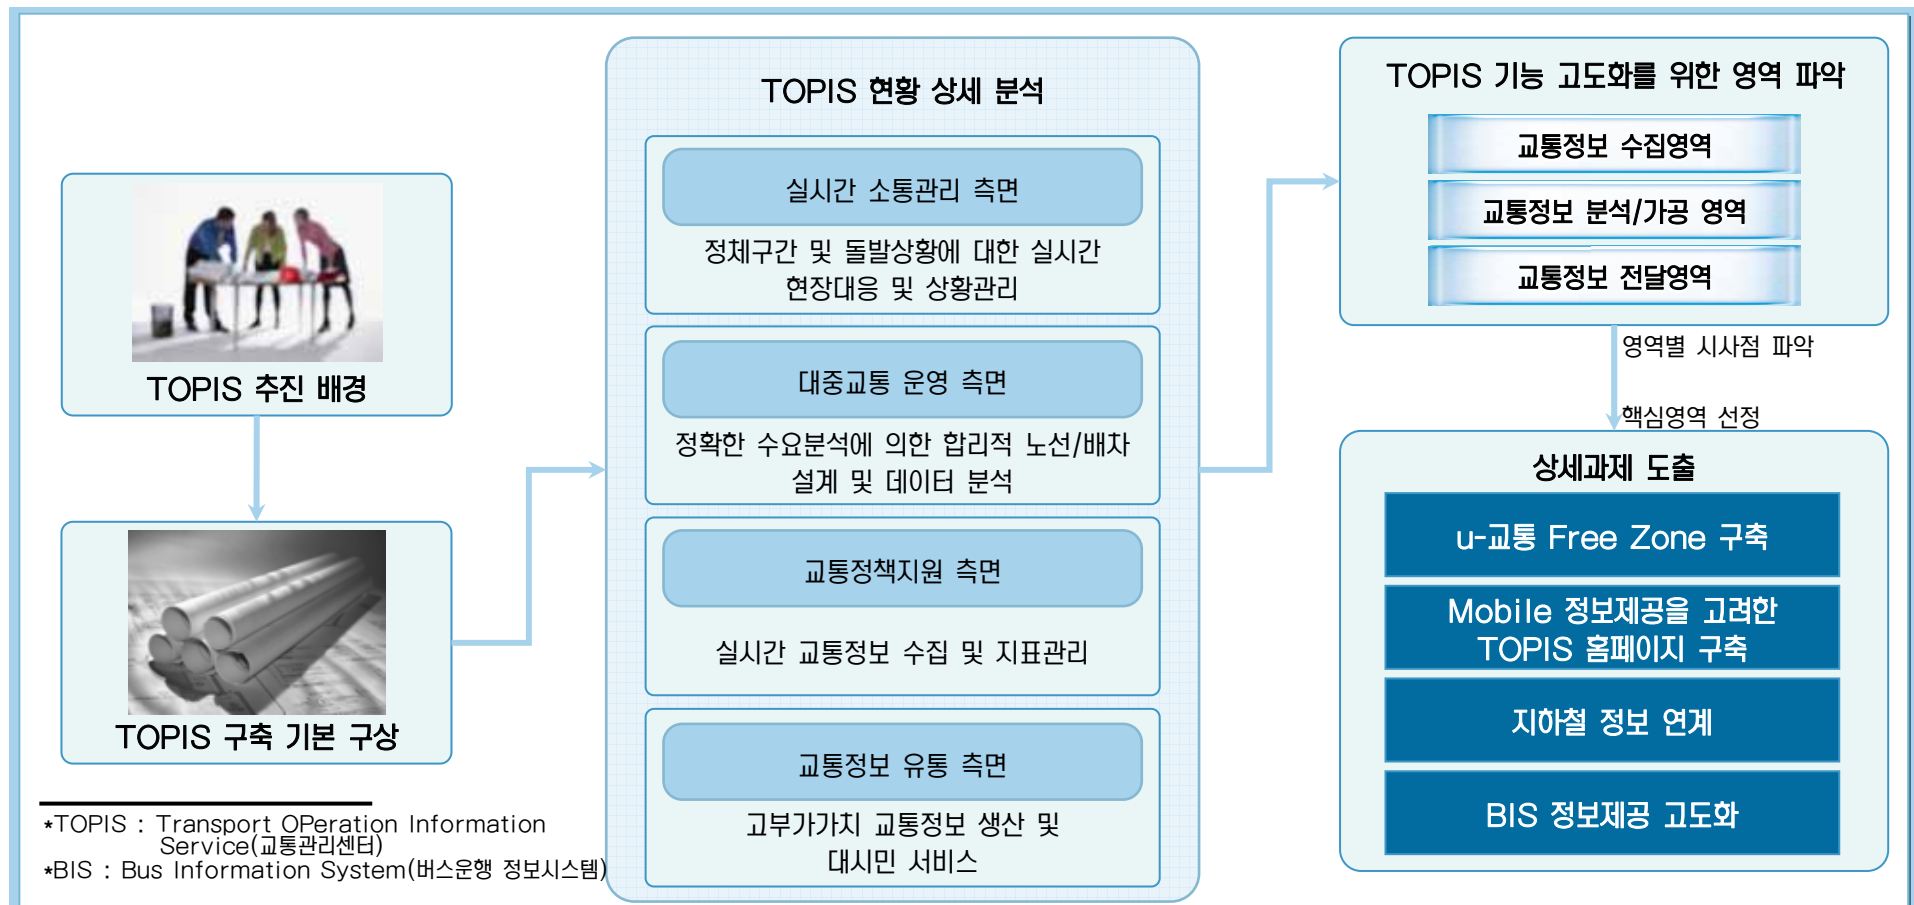 TOPIS 추진 배경
TOPIS 구축 기본 구상
*TOPIS : Transport OPeration Information
Service(교통관리센터)
*BIS : Bus Information System(버스운행 정보시스템)
TOPIS 현황 상세 분석
실시간 소통관리 측면
정체구간 및 돌발상황에 대한 실시간
현장대응 및 상황관리
대중교통 운영 측면
정확한 수요분석에 의한 합리적 노선/배차
설계 및 데이터 분석
교통정책지원 측면
실시간 교통정보 수집 및 지표관리
교통정보 유통 측면
고부가가치 교통정보 생산 및
대시민 서비스
TOPIS 기능 고도화를 위한 영역 파악
교통정보 수집영역
교통정보 분석/가공 영역
교통정보 전달영역
영역별 시사점 파악
핵심영역 선정
상세과제 도출
u-교통 Free Zone 구축
Mobile 정보제공을 고려한
TOPIS 홈페이지 구축
지하철 정보 연계
BIS 정보제공 고도화